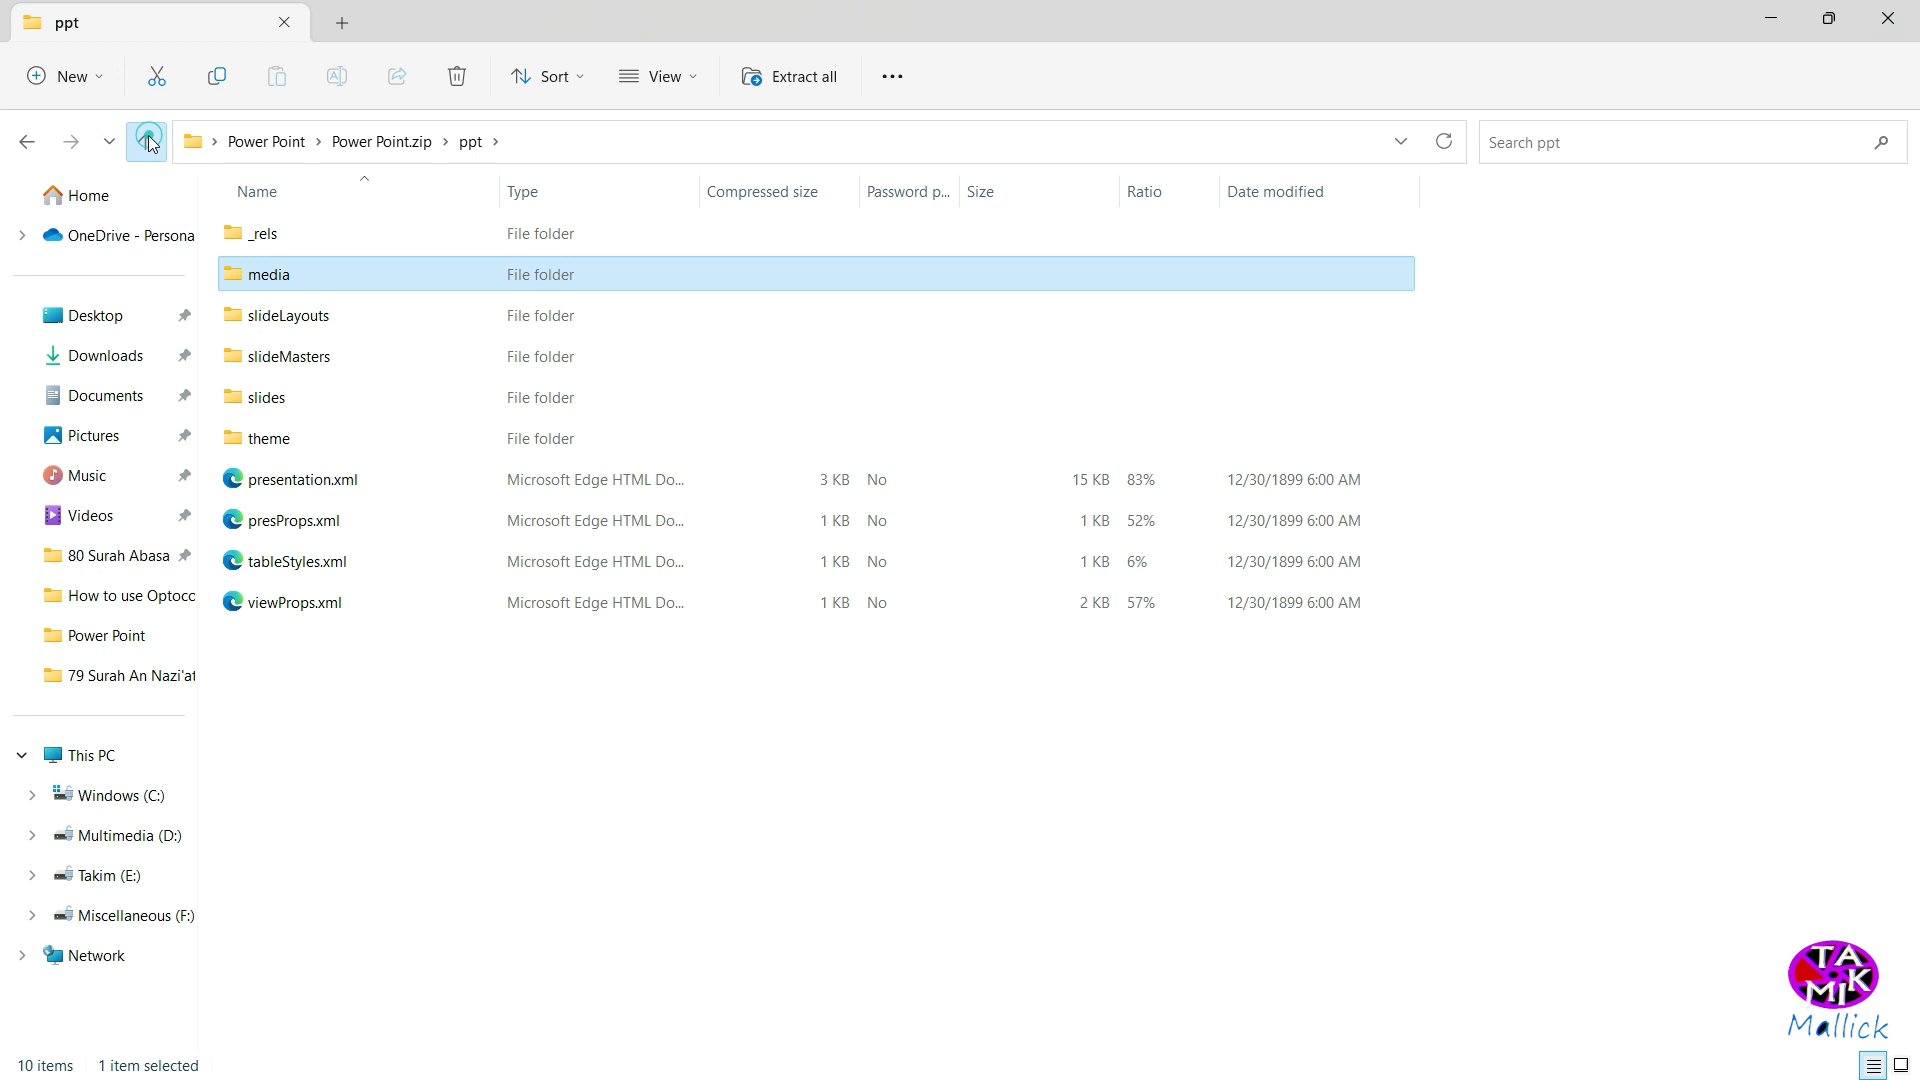 ppt
New
Sort
View
Extract all
Power Point
Power Point.zip
ppt
Search ppt
Name
Type
Compressed size
Password p...
Size
Ratio
Date modified
Home
OneDrive - Persona
Desktop
Downloads
Documents
Pictures
Music
Videos
80 Surah Abasa
How to use Optoco
Power Point
79 Surah An Nazi'at
This PC
Windows (C:)
Multimedia (D:)
Takim (E:)
Miscellaneous (F:)
Network
_rels File folder
media File folder
slideLayouts File folder
slideMasters File folder
slides File folder
theme File folder
presentation.xml Microsoft Edge HTML Do... 3 KB No 15 KB 83% 12/30/1899 6:00 AM
presProps.xml Microsoft Edge HTML Do... 1 KB No 1 KB 52% 12/30/1899 6:00 AM
tableStyles.xml Microsoft Edge HTML Do... 1 KB No 1 KB 6% 12/30/1899 6:00 AM
viewProps.xml Microsoft Edge HTML Do... 1 KB No 2 KB 57% 12/30/1899 6:00 AM
TA
K
MI
Mallick
10 items 1 item selected